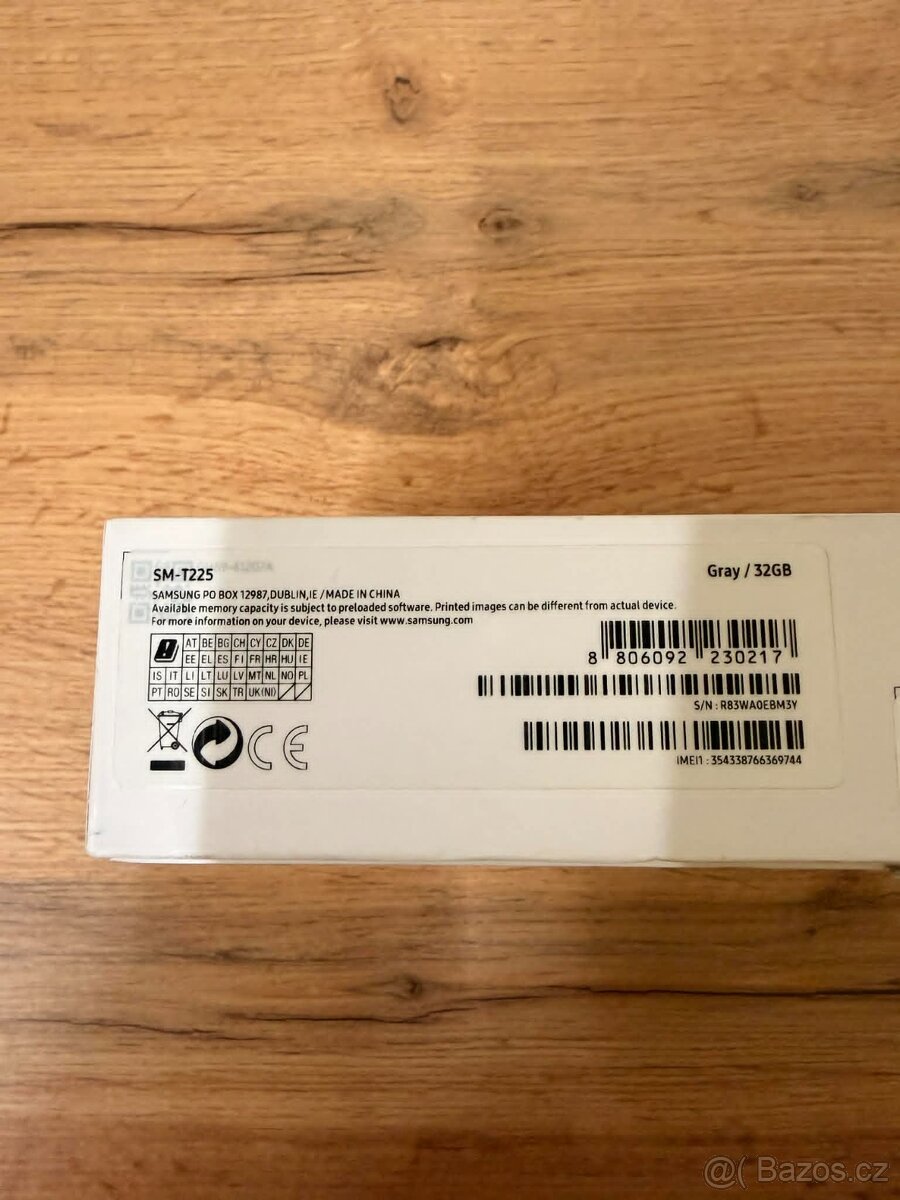 SM-T225
Gray / 32GB
SAMSUNG PO BOX 12987,DUBLIN,IE / MADE IN CHINA
Available memory capacity is subject to preloaded software. Printed images can be different from actual device.
For more information on your device, please visit www.samsung.com
AT BE BG CH CY CZ DK DE
EE EL ES FI FR HR HU IE
IS IT LI LT LU LV MT NL NO PL
PT RO SE SI SK TR UK(NI)
8 806092 230217
S/N : R83WA0EBM3Y
IMEI1 : 354338766369744
CE
@( Bazos.cz